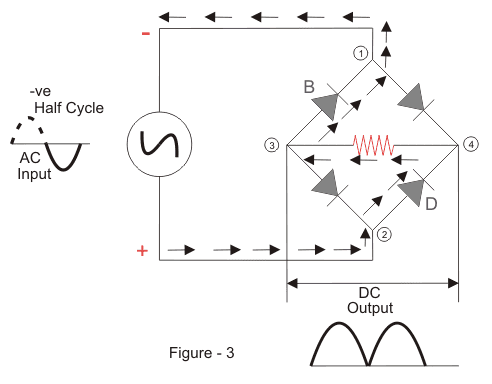 -
1
-ve
Half Cycle
B
AC
Input
3
4
D
+
2
DC
Output
Figure - 3